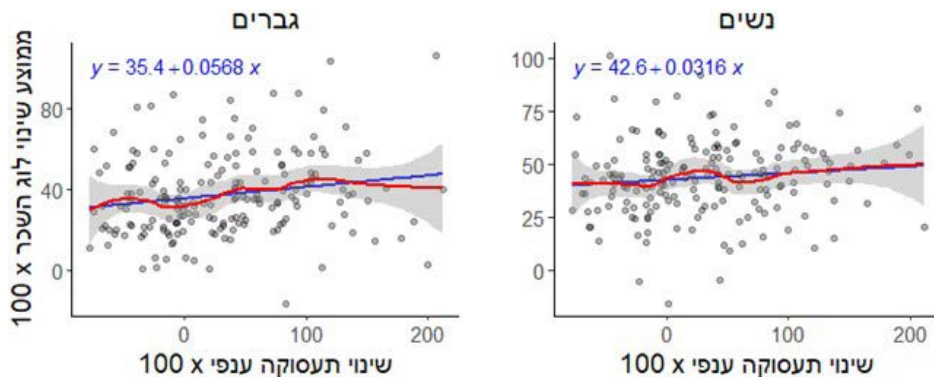 גברים
נשים
ממוצע שינוי לוג השכר x 100
y = 35.4+0.0568 x
80
40
0
0 100 200
שינוי תעסוקה ענפי x 100
y = 42.6+0.0316 x
100
75
50
25
0
0 100 200
שינוי תעסוקה ענפי x 100